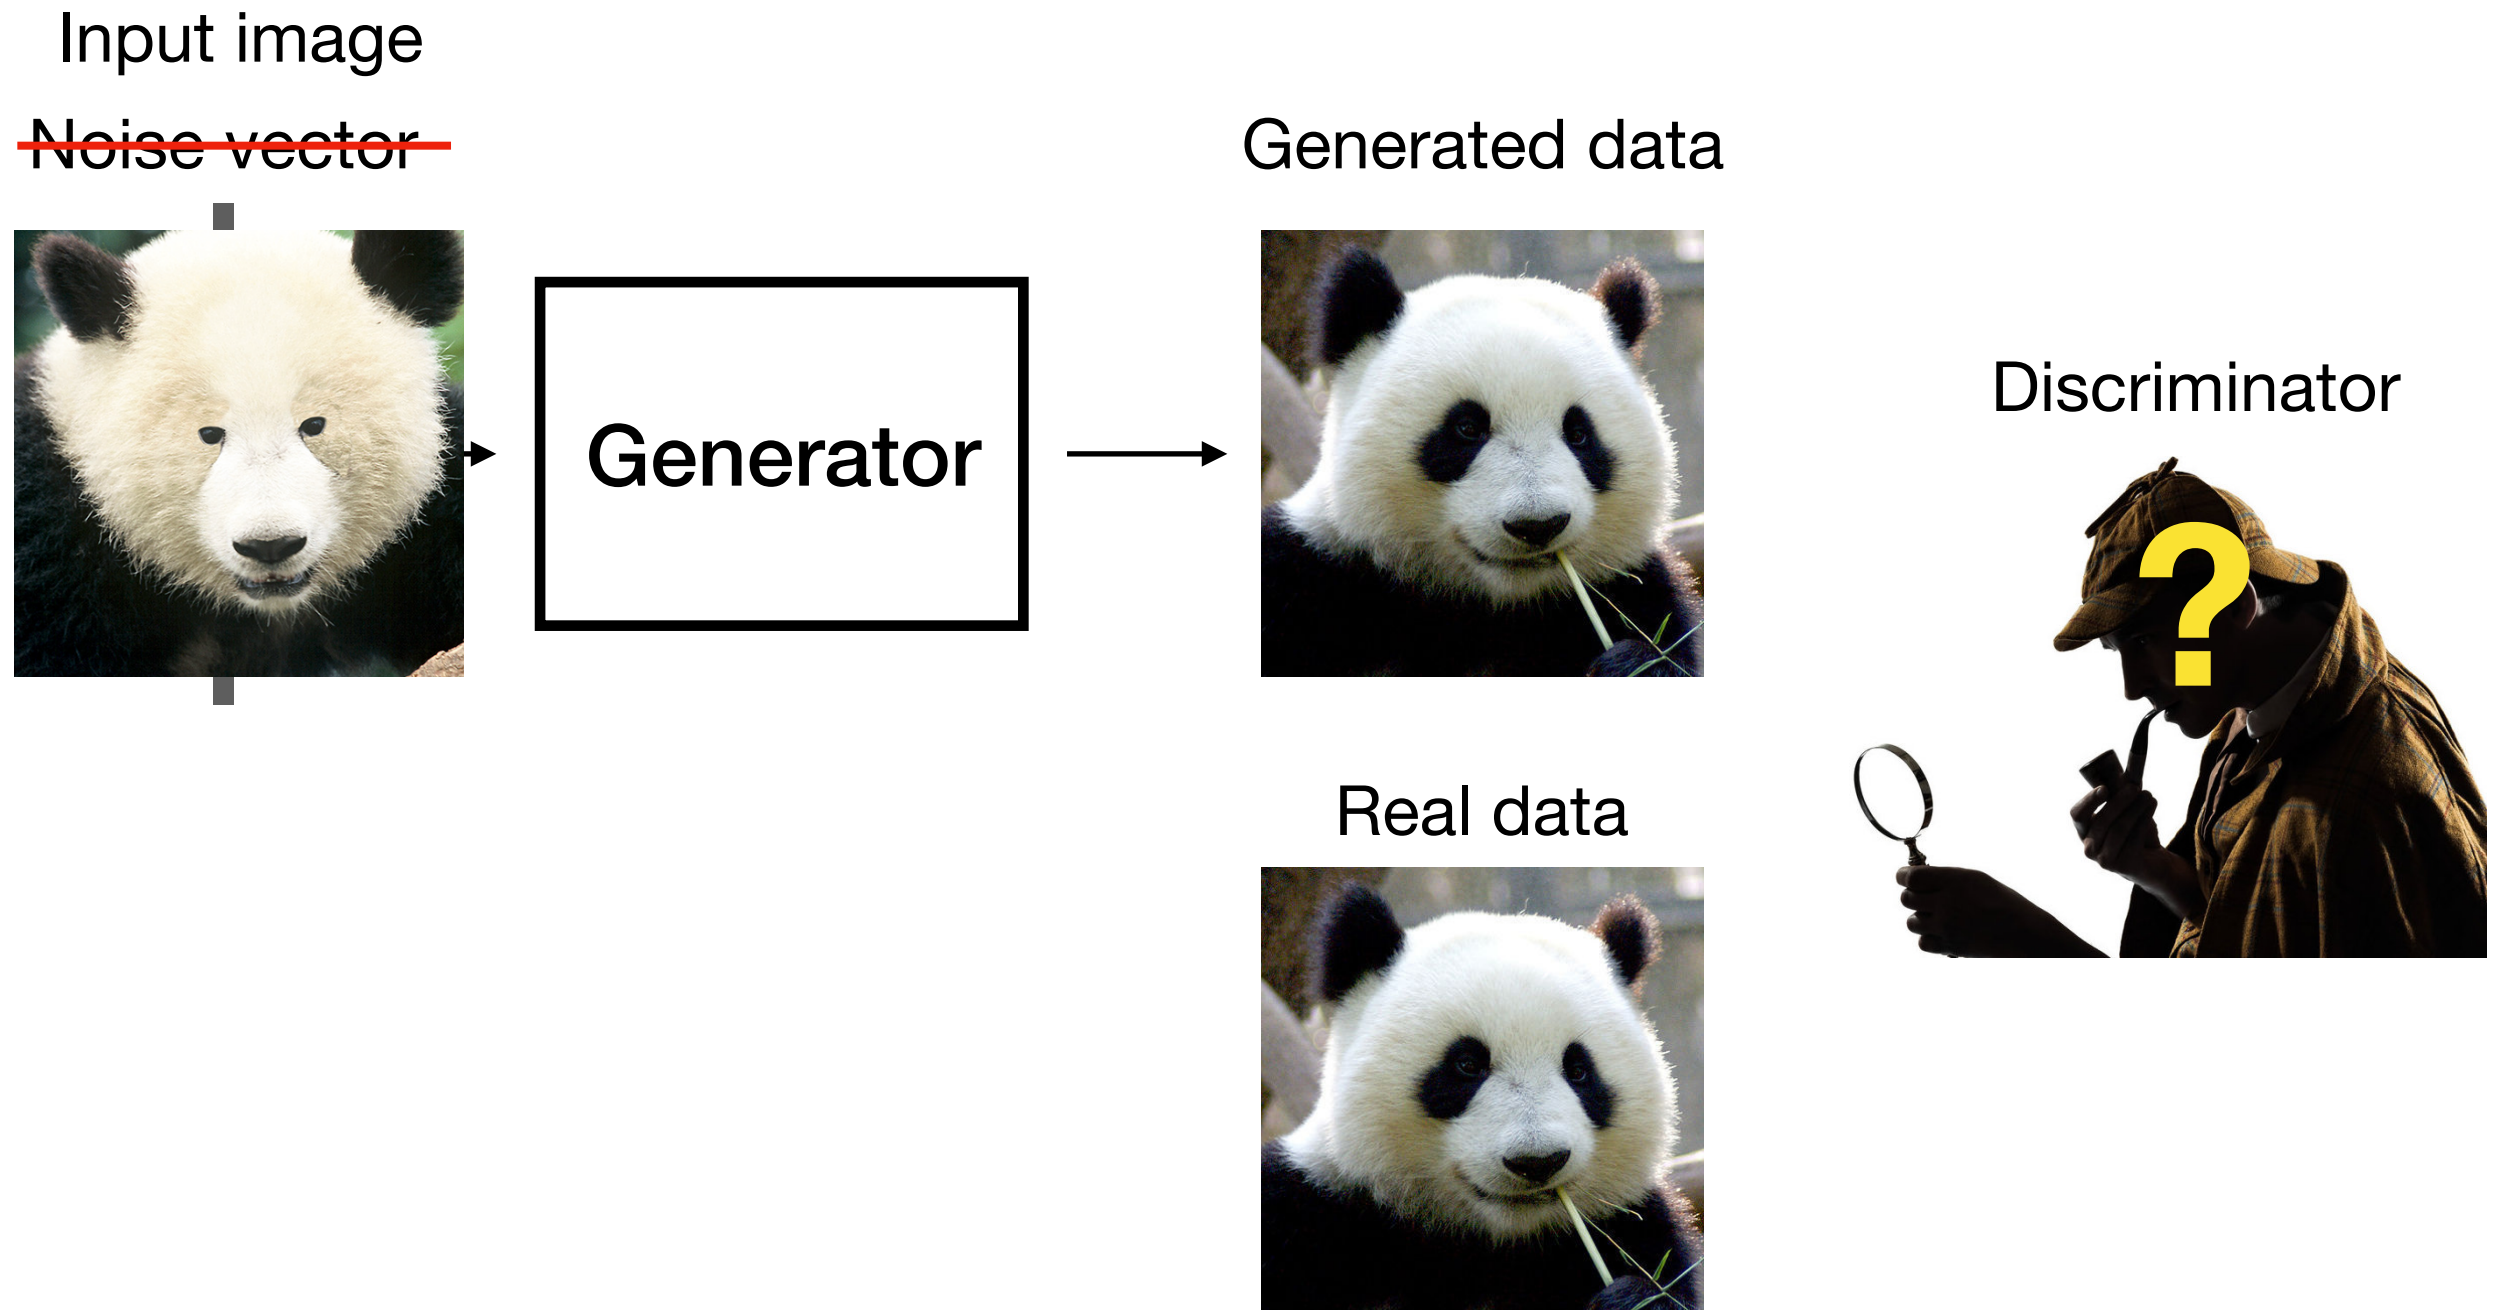 Input image
Noise vector
Generated data
Generator
Discriminator
?
Real data